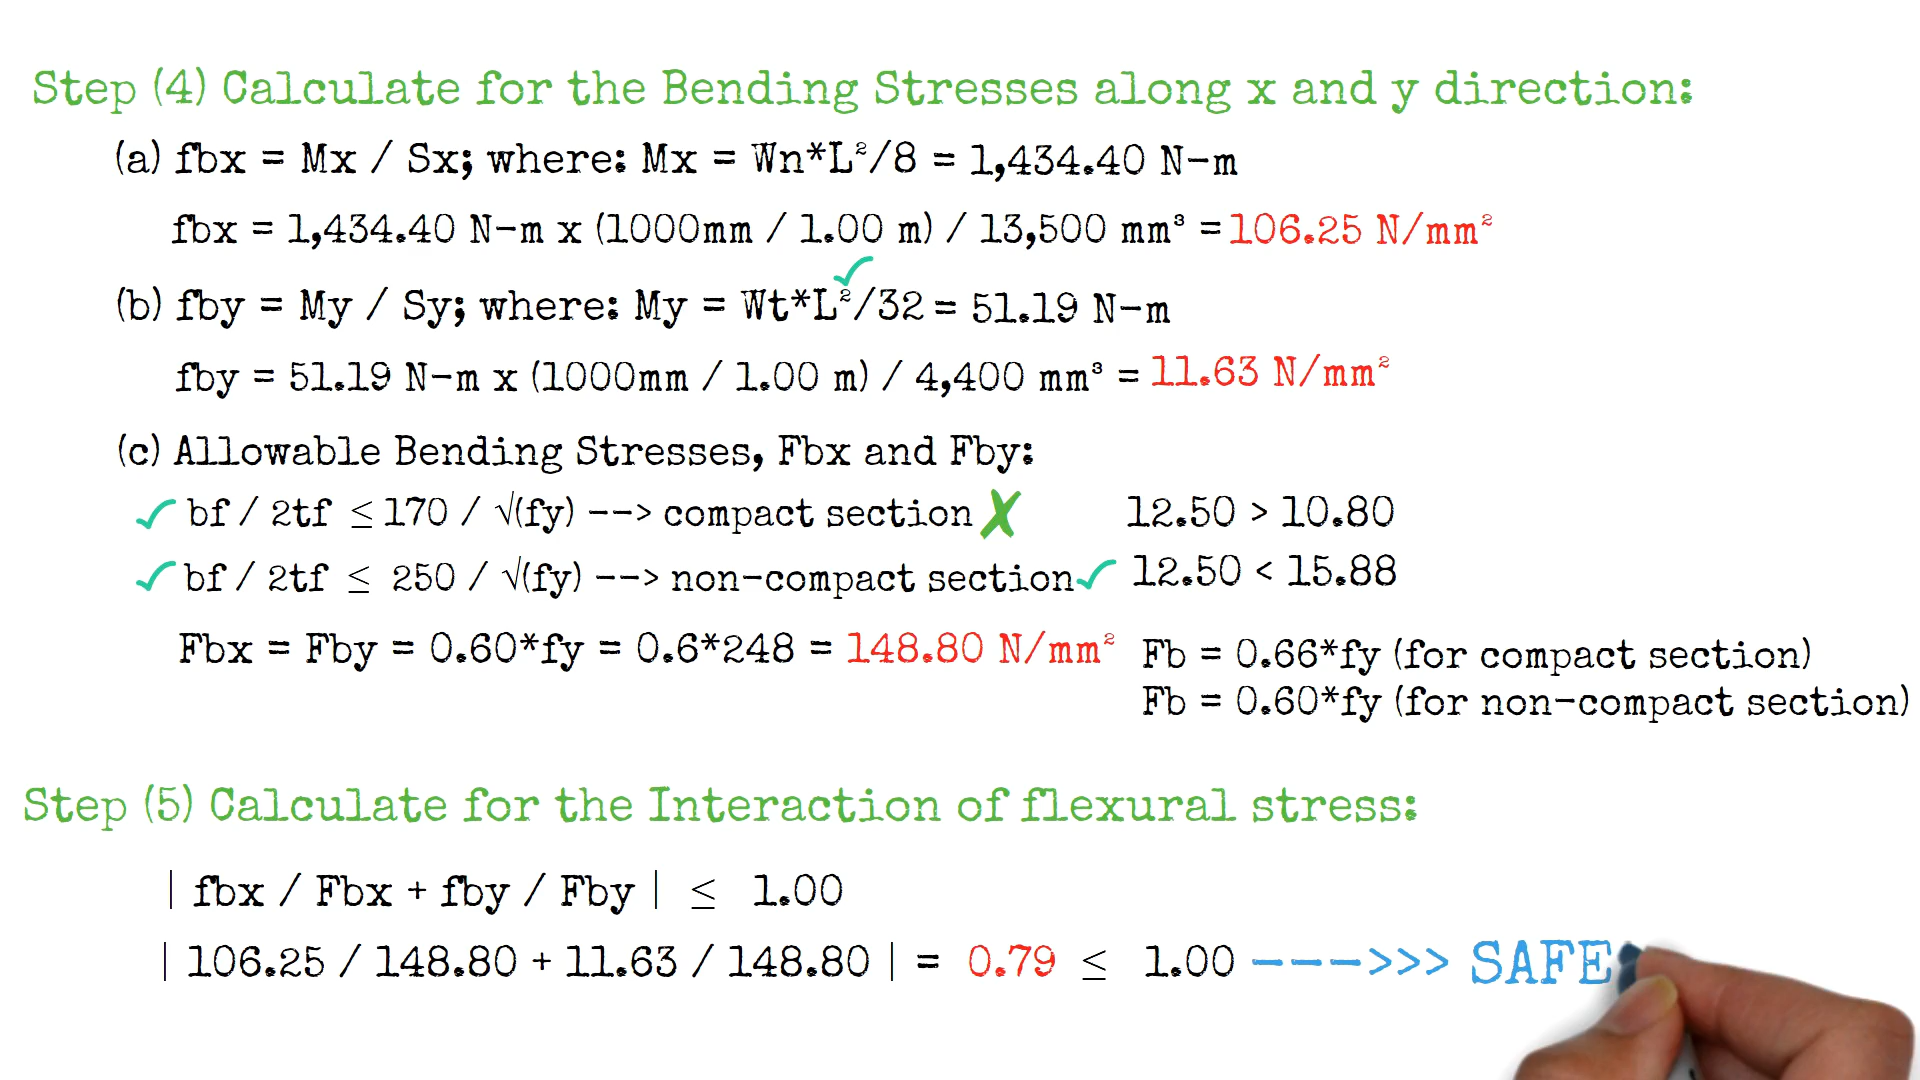 Step (4) Calculate for the Bending Stresses along x and y direction:
(a) fbx = Mx / Sx; where: Mx = Wn*L²/8 = 1,434.40 N-m
fbx = 1,434.40 N-m x (1000mm / 1.00 m) / 13,500 mm³ = 106.25 N/mm²
(b) fby = My / Sy; where: My = Wt*L²/32 = 51.19 N-m
fby = 51.19 N-m x (1000mm / 1.00 m) / 4,400 mm³ = 11.63 N/mm²
(c) Allowable Bending Stresses, Fbx and Fby:
✓ bf / 2tf ≤ 170 / √(fy) --> compact section ✗ 12.50 > 10.80
✓ bf / 2tf ≤ 250 / √(fy) --> non-compact section ✓ 12.50 < 15.88
Fbx = Fby = 0.60*fy = 0.6*248 = 148.80 N/mm²
Fb = 0.66*fy (for compact section)
Fb = 0.60*fy (for non-compact section)
Step (5) Calculate for the Interaction of flexural stress:
| fbx / Fbx + fby / Fby | ≤ 1.00
| 106.25 / 148.80 + 11.63 / 148.80 | = 0.79 ≤ 1.00 --->>> SAFE